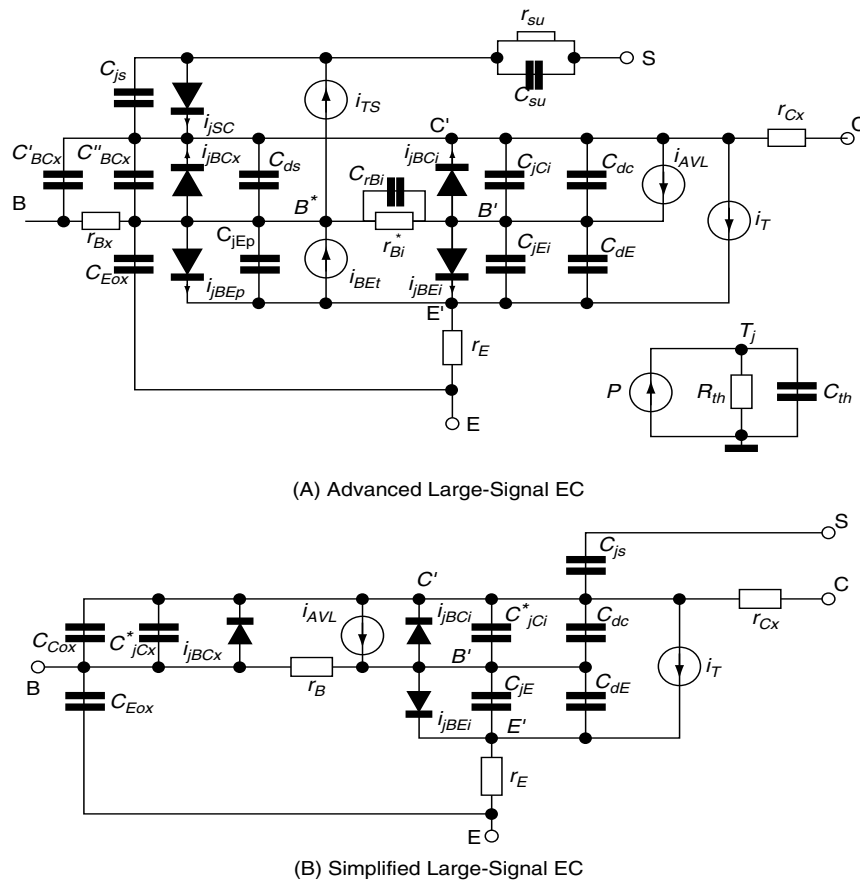 r_su
S
C_su
C_js
i_jSC
i_TS
r_Cx
C
C'
C'_BCx
C''_BCx
i_jBCx
C_ds
C_rBi
i_jBCi
C_jCi
C_dc
i_AVL
B
r_Bx
B*
r*_Bi
B'
i_T
C_Eox
C_jEp
i_jBEp
i_BEt
i_jBEi
C_jEi
C_dE
E'
r_E
E
T_j
P
R_th
C_th
(A) Advanced Large-Signal EC
S
C_js
C'
C
r_Cx
C_Cox
C*_jCx
i_jBCx
i_AVL
i_jBCi
C*_jCi
C_dc
B
r_B
B'
i_T
C_Eox
i_jBEi
C_jE
C_dE
E'
r_E
E
(B) Simplified Large-Signal EC